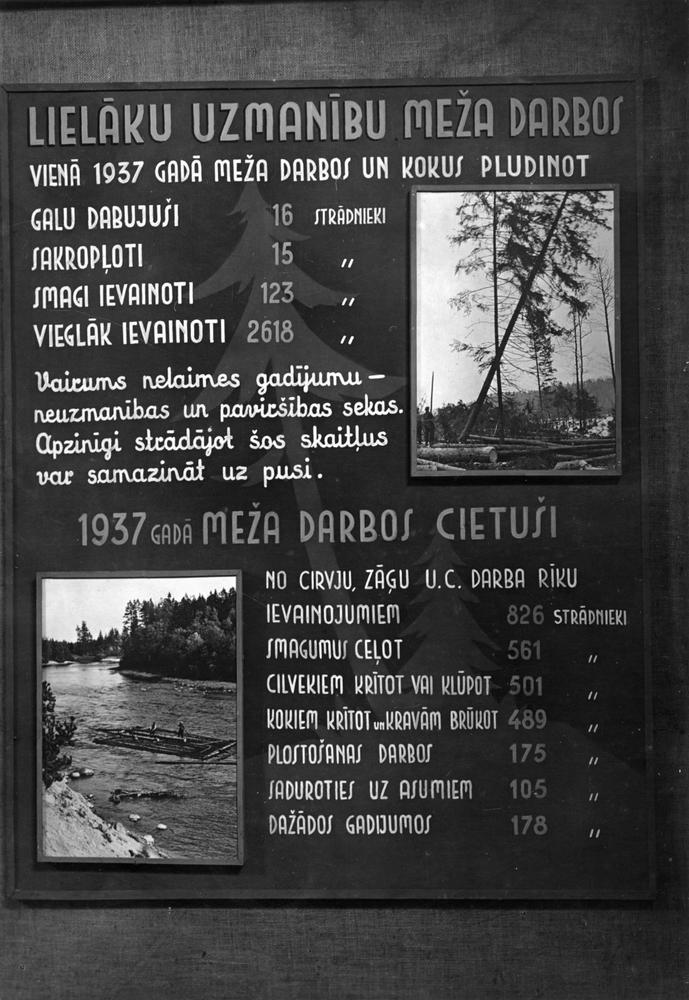 LIELĀKU UZMANĪBU MEŽA DARBOS
VIENĀ 1937 GADĀ MEŽA DARBOS UN KOKUS PLUDINOT
GALU DABUJUŠI 16 STRĀDNIEKI
SAKROPĻOTI 15 〃
SMAGI IEVAINOTI 123 〃
VIEGLĀK IEVAINOTI 2618 〃
Vairums nelaimes gadījumu –
neuzmanības un paviršības sekas.
Apzinīgi strādājot šos skaitļus
var samazināt uz pusi.
1937 GADĀ MEŽA DARBOS CIETUŠI
NO CIRVJU, ZĀĢU U.C. DARBA RĪKU
IEVAINOJUMIEM 826 STRĀDNIEKI
SMAGUMUS CEĻOT 561 〃
CILVEKIEM KRĪTOT VAI KLŪPOT 501 〃
KOKIEM KRĪTOT UN KRAVĀM BRŪKOT 489 〃
PLOSTOŠANAS DARBOS 175 〃
SADUROTIES UZ ASUMIEM 105 〃
DAŽĀDOS GADIJUMOS 178 〃